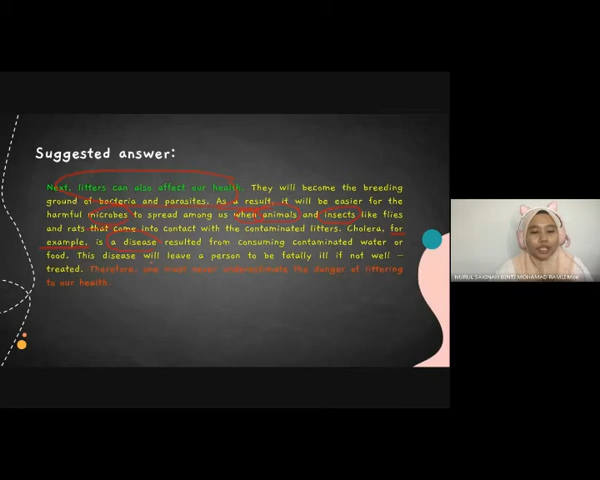 Suggested answer:
Next, litters can also affect our health. They will become the breeding
ground of bacteria and parasites. As a result, it will be easier for the
harmful microbes to spread among us when animals and insects like flies
and rats that come into contact with the contaminated litters. Cholera, for
example, is a disease resulted from consuming contaminated water or
food. This disease will leave a person to be fatally ill if not well –
treated. Therefore, one must never underestimate the danger of littering
to our health.
NURUL SAKINAH BINTI MOHAMAD